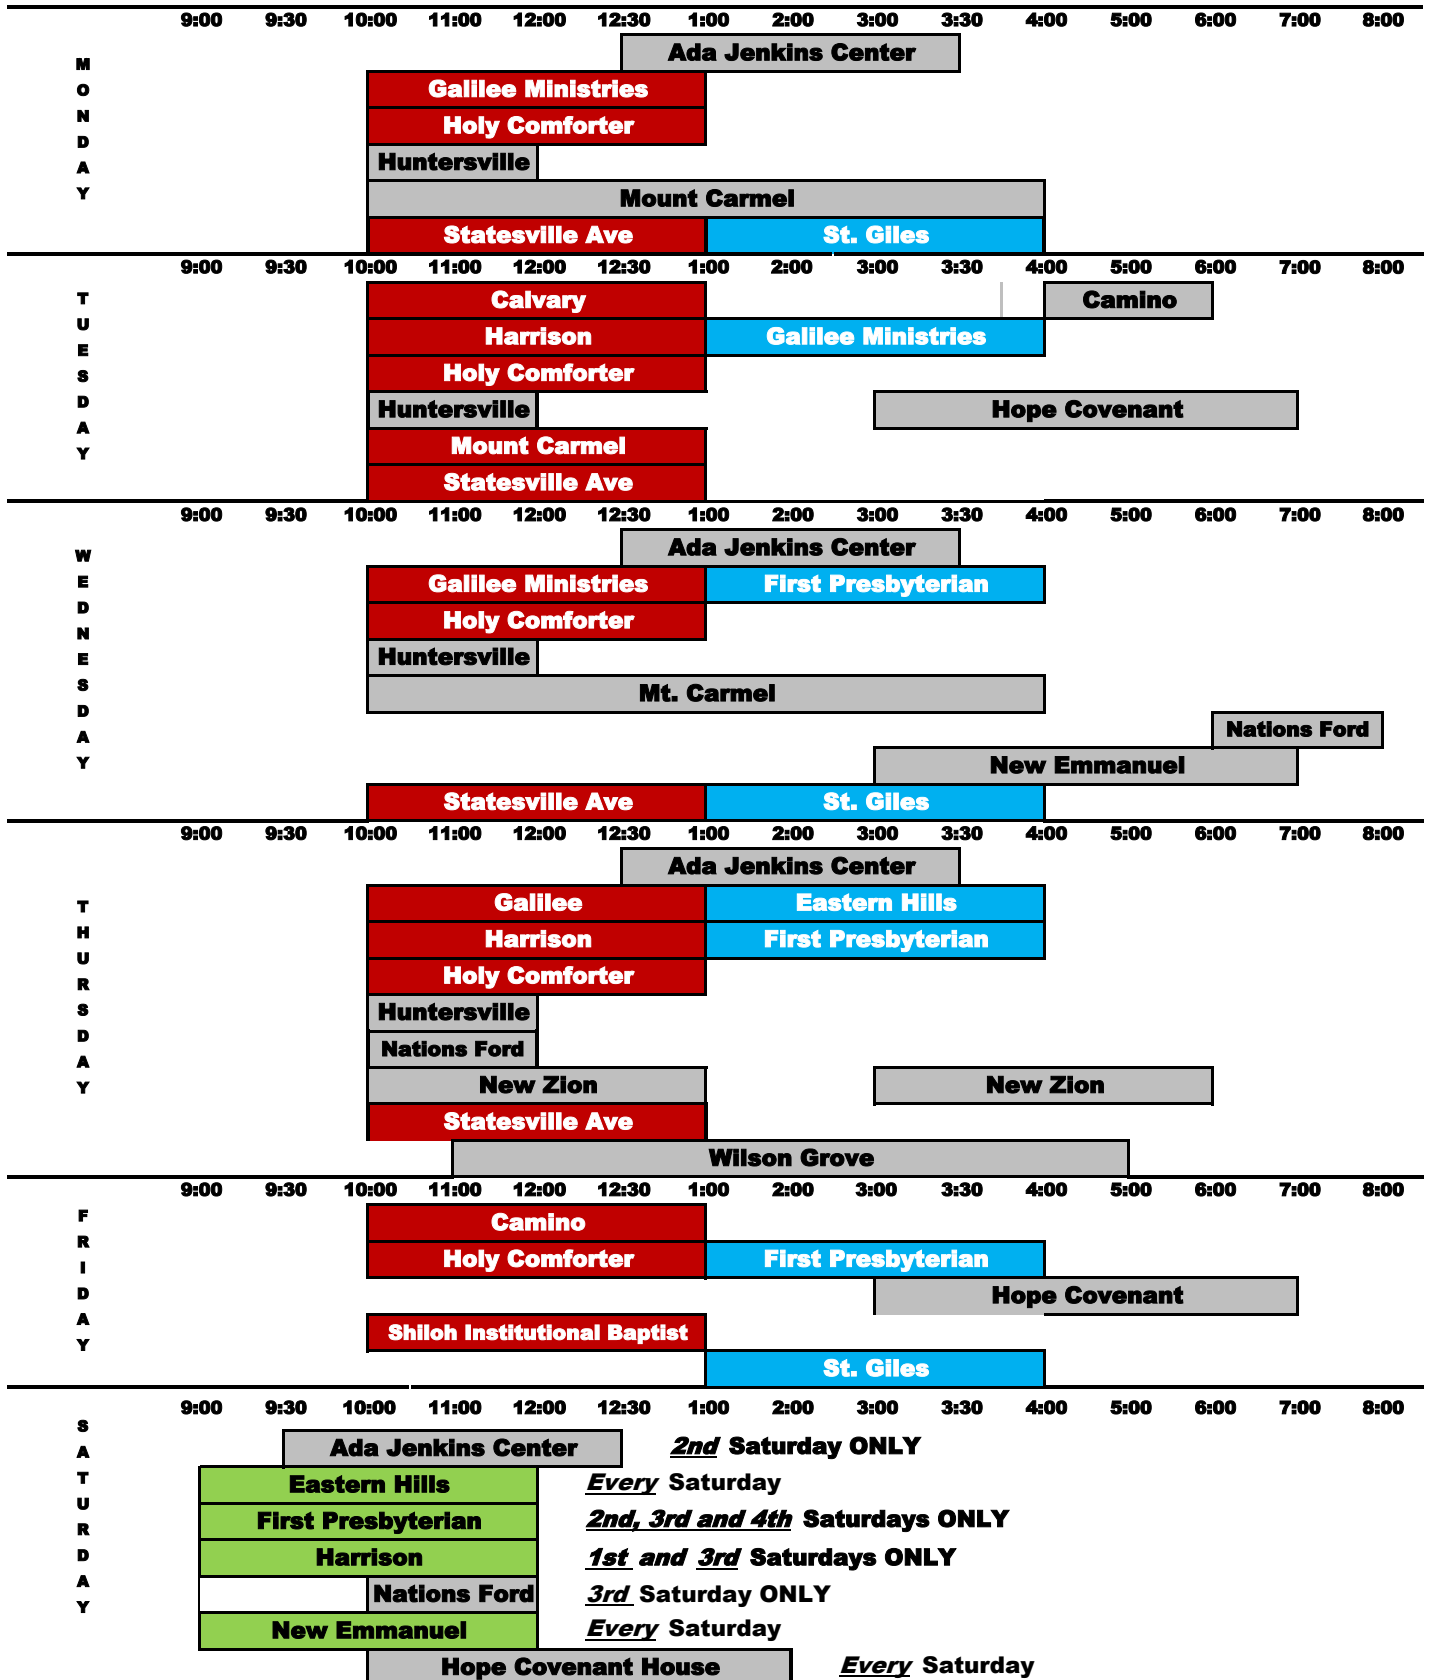 9:00 9:30 10:00 11:00 12:00 12:30 1:00 2:00 3:00 3:30 4:00 5:00 6:00 7:00 8:00
MONDAY
Ada Jenkins Center
Galilee Ministries
Holy Comforter
Huntersville
Mount Carmel
Statesville Ave St. Giles
9:00 9:30 10:00 11:00 12:00 12:30 1:00 2:00 3:00 3:30 4:00 5:00 6:00 7:00 8:00
TUESDAY
Calvary Camino
Harrison Galilee Ministries
Holy Comforter
Huntersville Hope Covenant
Mount Carmel
Statesville Ave
9:00 9:30 10:00 11:00 12:00 12:30 1:00 2:00 3:00 3:30 4:00 5:00 6:00 7:00 8:00
WEDNESDAY
Ada Jenkins Center
Galilee Ministries First Presbyterian
Holy Comforter
Huntersville
Mt. Carmel
Nations Ford
New Emmanuel
Statesville Ave St. Giles
9:00 9:30 10:00 11:00 12:00 12:30 1:00 2:00 3:00 3:30 4:00 5:00 6:00 7:00 8:00
THURSDAY
Ada Jenkins Center
Galilee Eastern Hills
Harrison First Presbyterian
Holy Comforter
Huntersville
Nations Ford
New Zion New Zion
Statesville Ave
Wilson Grove
9:00 9:30 10:00 11:00 12:00 12:30 1:00 2:00 3:00 3:30 4:00 5:00 6:00 7:00 8:00
FRIDAY
Camino
Holy Comforter First Presbyterian
Hope Covenant
Shiloh Institutional Baptist
St. Giles
9:00 9:30 10:00 11:00 12:00 12:30 1:00 2:00 3:00 3:30 4:00 5:00 6:00 7:00 8:00
SATURDAY
Ada Jenkins Center 2nd Saturday ONLY
Eastern Hills Every Saturday
First Presbyterian 2nd, 3rd and 4th Saturdays ONLY
Harrison 1st and 3rd Saturdays ONLY
Nations Ford 3rd Saturday ONLY
New Emmanuel Every Saturday
Hope Covenant House Every Saturday